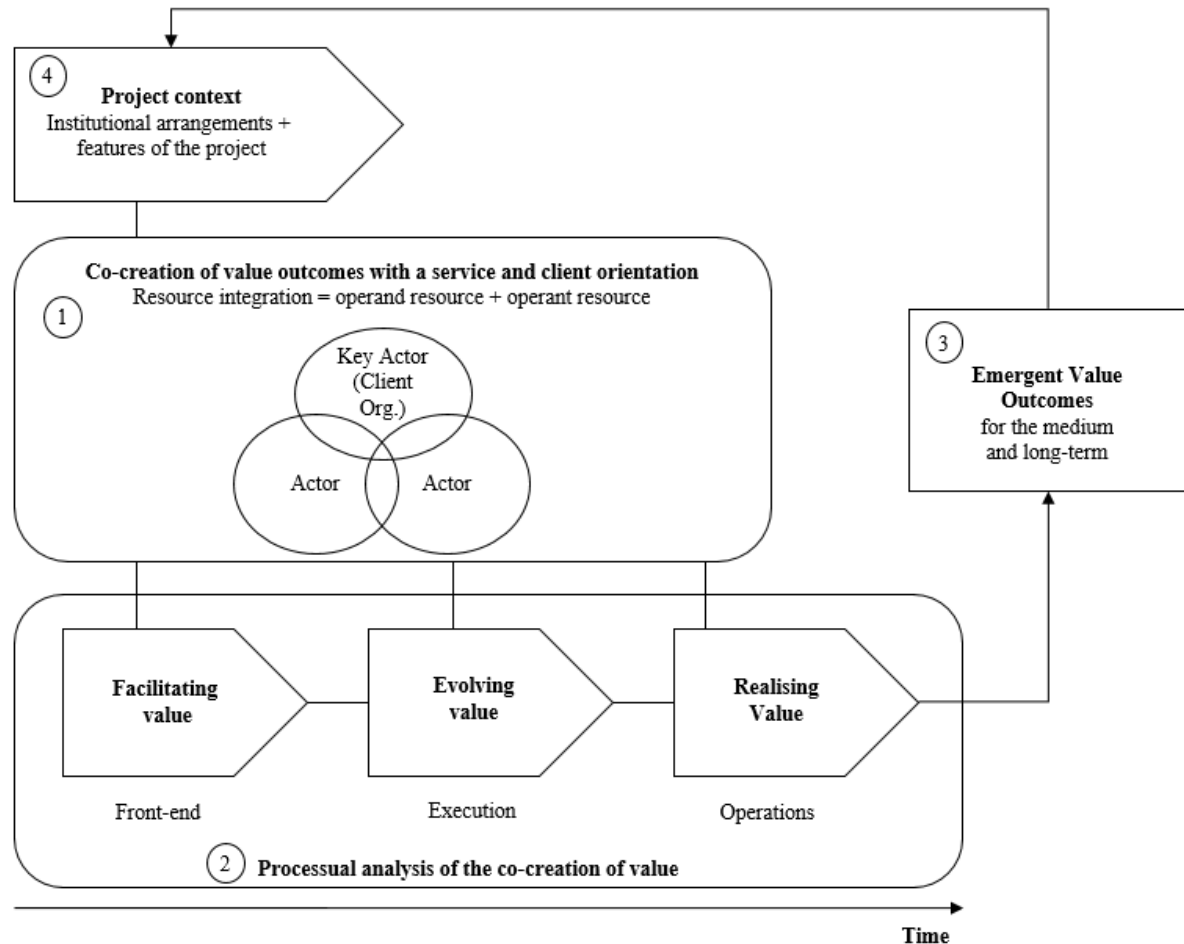 4
Project context
Institutional arrangements +
features of the project
Co-creation of value outcomes with a service and client orientation
Resource integration = operand resource + operant resource
1
Key Actor
(Client
Org.)
Actor
Actor
3
Emergent Value
Outcomes
for the medium
and long-term
Facilitating
value
Evolving
value
Realising
Value
Front-end
Execution
Operations
2
Processual analysis of the co-creation of value
Time